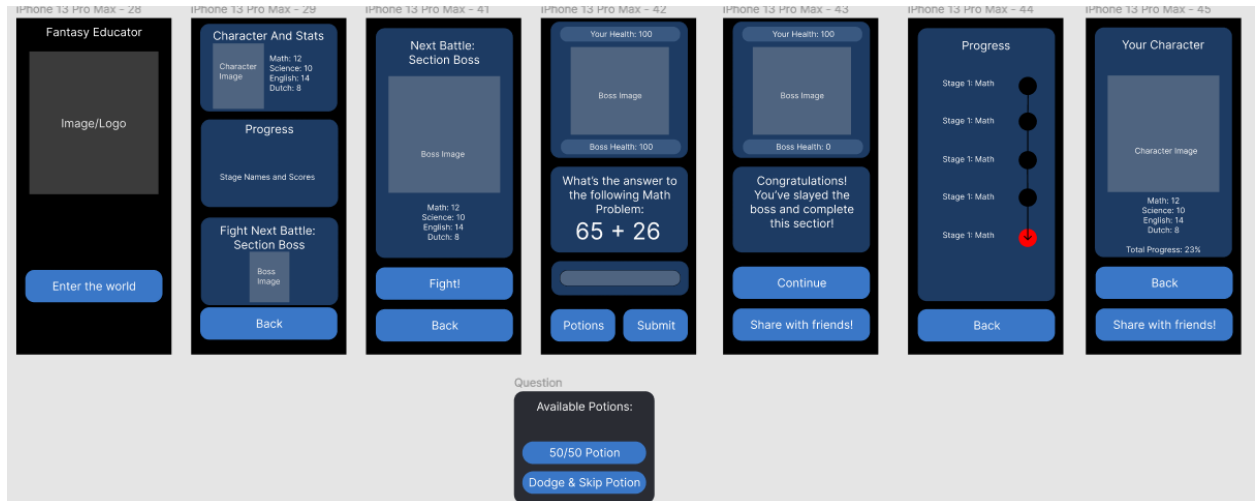 iPhone 13 Pro Max - 28
Fantasy Educator
Image/Logo
Enter the world
iPhone 13 Pro Max - 29
Character And Stats
Character
Image
Math: 12
Science: 10
English: 14
Dutch: 8
Progress
Stage Names and Scores
Fight Next Battle:
Section Boss
Boss
Image
Back
iPhone 13 Pro Max - 41
Next Battle:
Section Boss
Boss Image
Math: 12
Science: 10
English: 14
Dutch: 8
Fight!
Back
iPhone 13 Pro Max - 42
Your Health: 100
Boss Image
Boss Health: 100
What's the answer to
the following Math
Problem:
65 + 26
Potions
Submit
iPhone 13 Pro Max - 43
Your Health: 100
Boss Image
Boss Health: 0
Congratulations!
You've slayed the
boss and complete
this section!
Continue
Share with friends!
iPhone 13 Pro Max - 44
Progress
Stage 1: Math
Stage 1: Math
Stage 1: Math
Stage 1: Math
Stage 1: Math
Back
iPhone 13 Pro Max - 45
Your Character
Character Image
Math: 12
Science: 10
English: 14
Dutch: 8
Total Progress: 23%
Back
Share with friends!
Question
Available Potions:
50/50 Potion
Dodge & Skip Potion